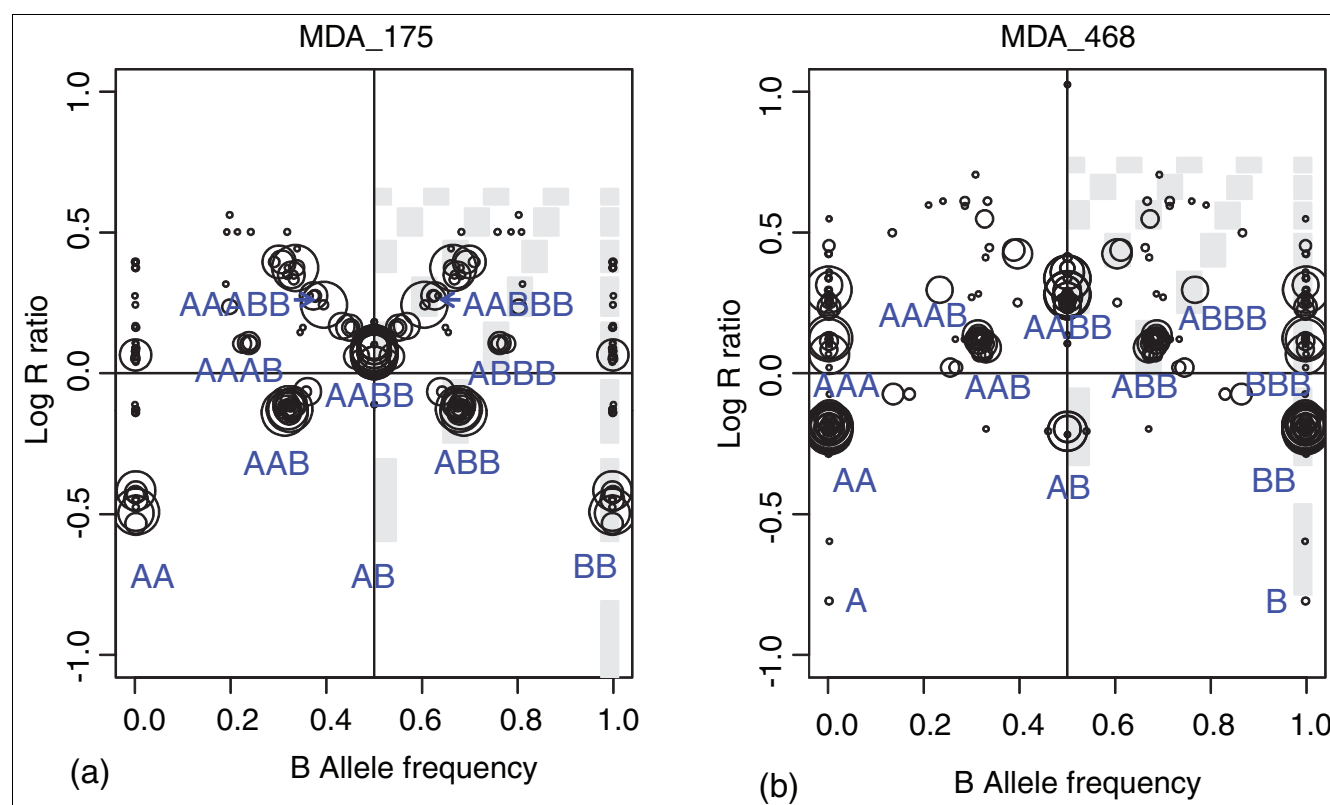 MDA_175
MDA_468
1.0
0.5
0.0
-0.5
-1.0
Log R ratio
AAABB
AABBB
AAAB
ABBB
AABB
AAB
ABB
AA
AB
BB
0.0 0.2 0.4 0.6 0.8 1.0
B Allele frequency
(a)
1.0
0.5
0.0
-0.5
-1.0
Log R ratio
AAAB
AABB
ABBB
AAA
AAB
ABB
BBB
AA
AB
BB
A
B
0.0 0.2 0.4 0.6 0.8 1.0
B Allele frequency
(b)